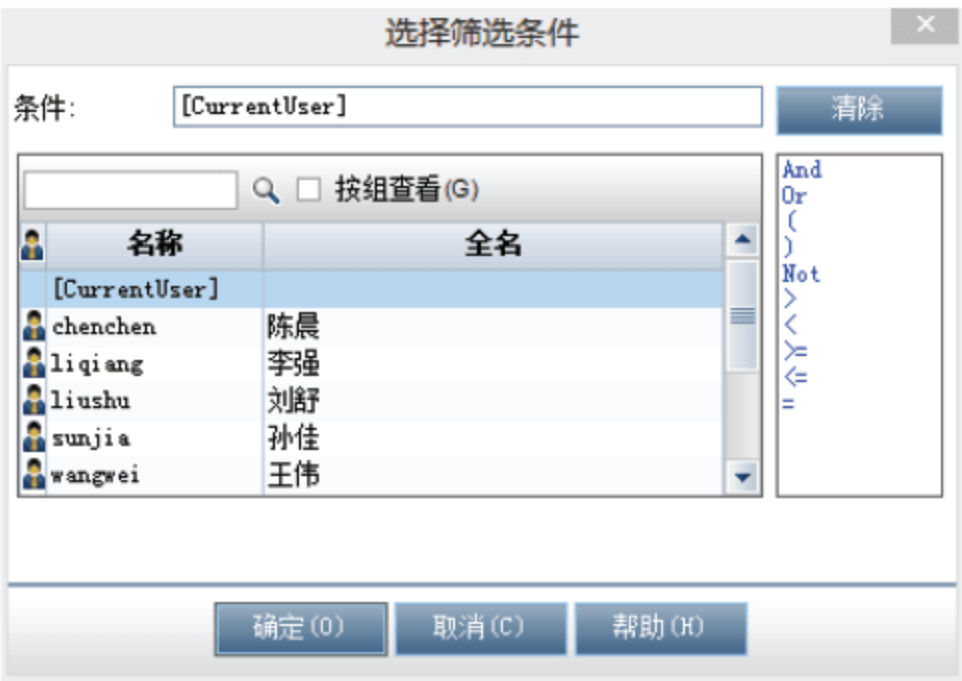 选择筛选条件
条件: [CurrentUser] 清除
按组查看(G)
名称 全名
[CurrentUser]
chenchen 陈晨
liqiang 李强
liushu 刘舒
sunjia 孙佳
wangwei 王伟
And
Or
(
)
Not
>
<
>=
<=
=
确定(O) 取消(C) 帮助(H)